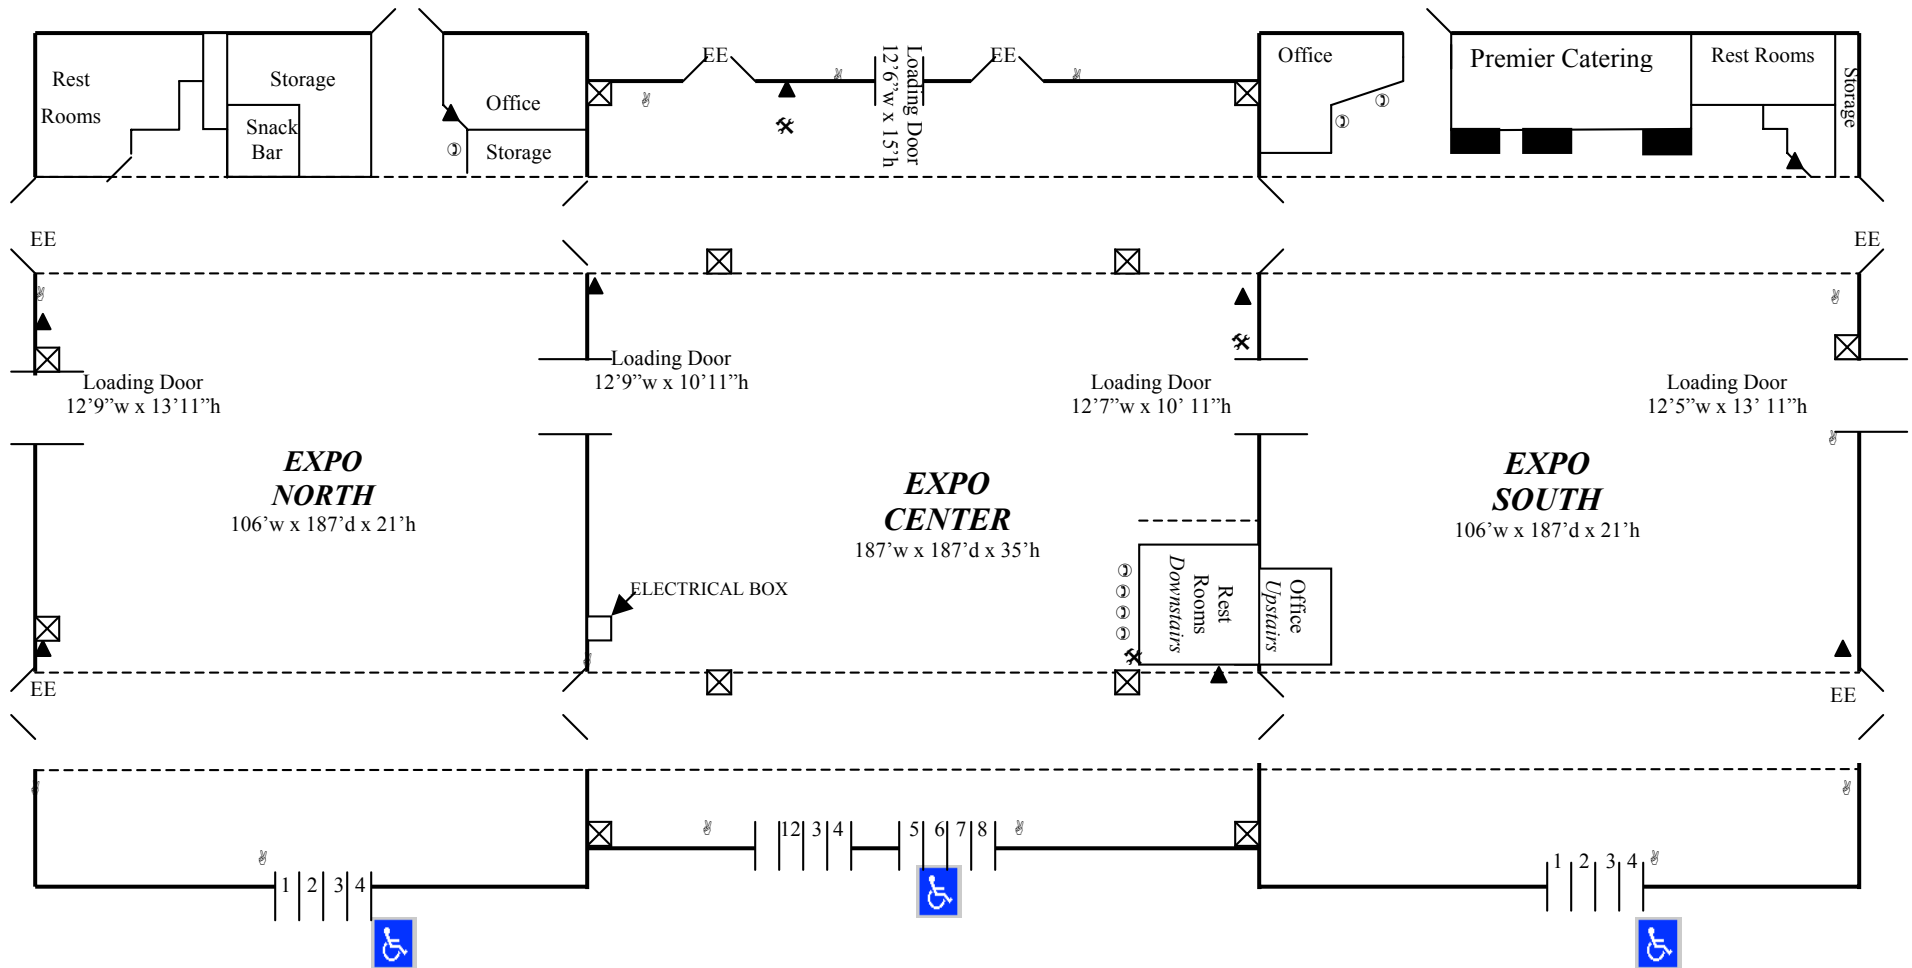 EE
EE
Loading Door
12’6”w x 15’h
Rest
Rooms
Storage
Snack
Bar
Office
Storage
Office
Premier Catering
Rest Rooms
Storage
EE
EE
Loading Door
12’9”w x 13’11”h
Loading Door
12’9”w x 10’11”h
Loading Door
12’7”w x 10’ 11”h
Loading Door
12’5”w x 13’ 11”h
EXPO
NORTH
106’w x 187’d x 21’h
EXPO
CENTER
187’w x 187’d x 35’h
EXPO
SOUTH
106’w x 187’d x 21’h
ELECTRICAL BOX
Rest
Rooms
Downstairs
Office
Upstairs
EE
EE
1 2 3 4
12 3 4 5 6 7 8
1 2 3 4